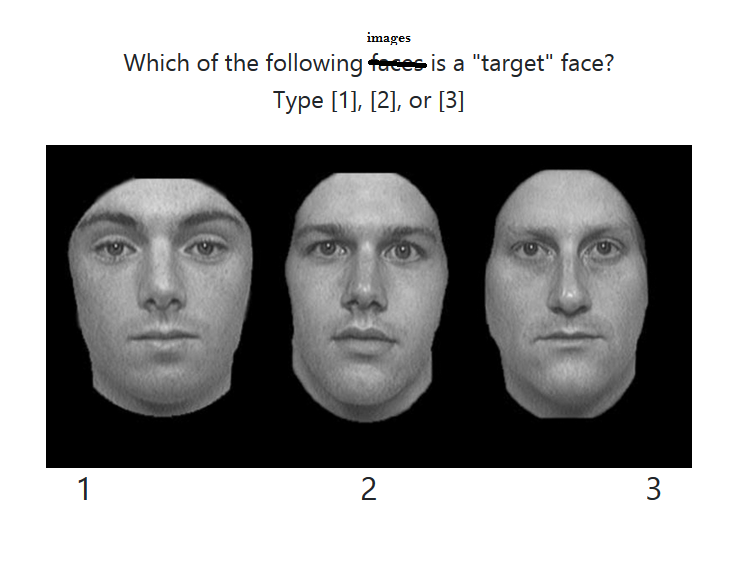 images
Which of the following faces is a "target" face?
Type [1], [2], or [3]
1 2 3